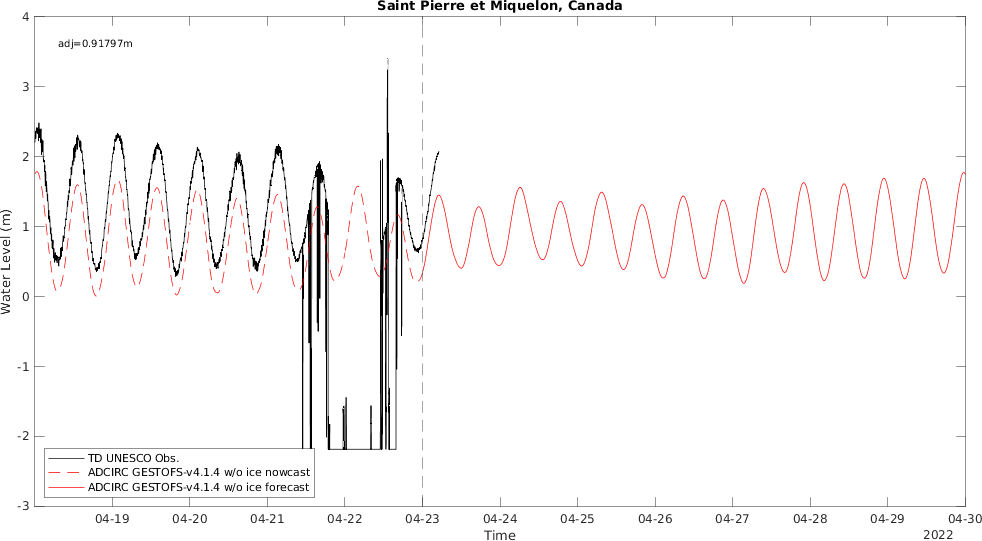 Saint Pierre et Miquelon, Canada
adj=0.91797m
4
3
2
1
0
-1
-2
-3
Water Level (m)
TD UNESCO Obs.
ADCIRC GESTOFS-v4.1.4 w/o ice nowcast
ADCIRC GESTOFS-v4.1.4 w/o ice forecast
04-19 04-20 04-21 04-22 04-23 04-24 04-25 04-26 04-27 04-28 04-29 04-30
Time
2022